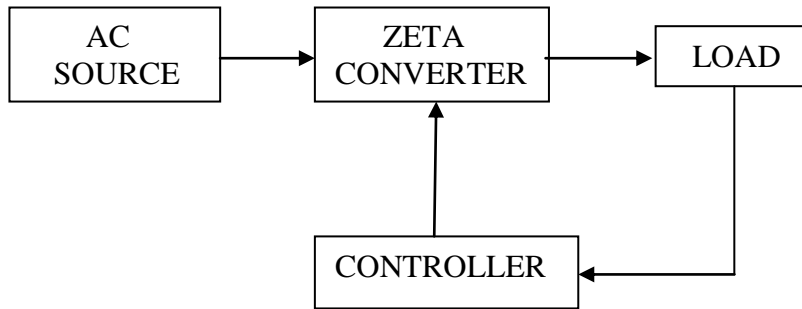 AC
SOURCE
ZETA
CONVERTER
LOAD
CONTROLLER